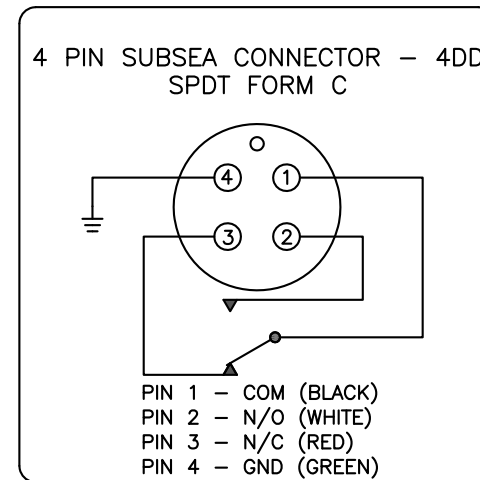 4 PIN SUBSEA CONNECTOR – 4DD
SPDT FORM C
4 1
3 2
PIN 1 – COM (BLACK)
PIN 2 – N/O (WHITE)
PIN 3 – N/C (RED)
PIN 4 – GND (GREEN)